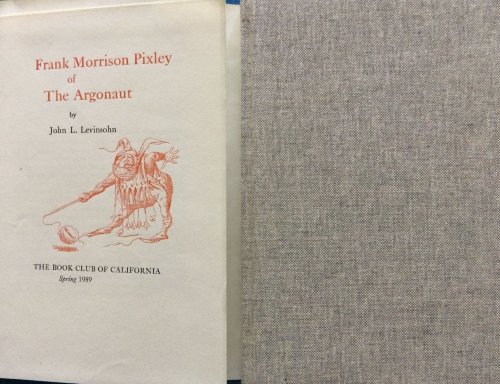 Frank Morrison Pixley
of
The Argonaut
by
John L. Levinsohn
THE BOOK CLUB OF CALIFORNIA
Spring 1989